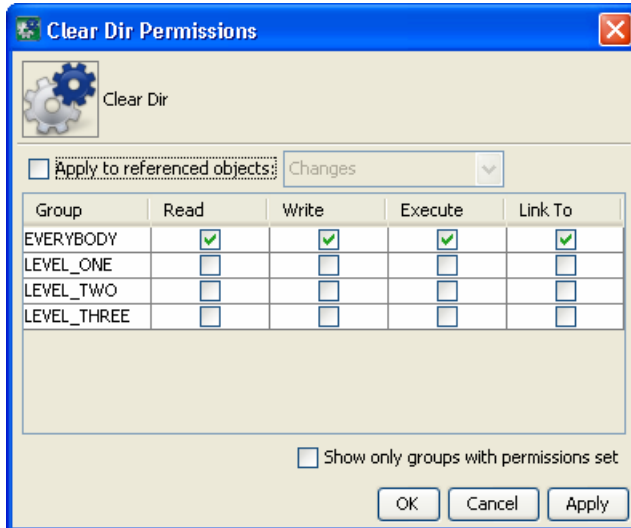 Clear Dir Permissions
Clear Dir
Apply to referenced objects: Changes
Group Read Write Execute Link To
EVERYBODY
LEVEL_ONE
LEVEL_TWO
LEVEL_THREE
Show only groups with permissions set
OK Cancel Apply